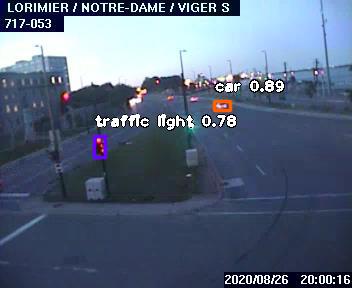 LORIMIER / NOTRE-DAME / VIGER S
717-053
car 0.89
traffic light 0.78
2020/08/26 20:00:16